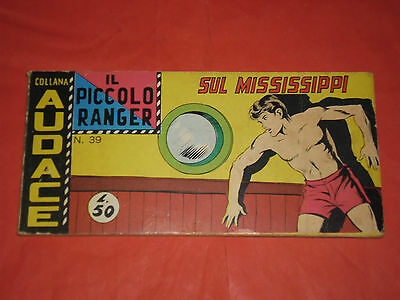 COLLANA
AUDACE
IL
PICCOLO
RANGER
N. 39
SUL MISSISSIPPI
L. 50